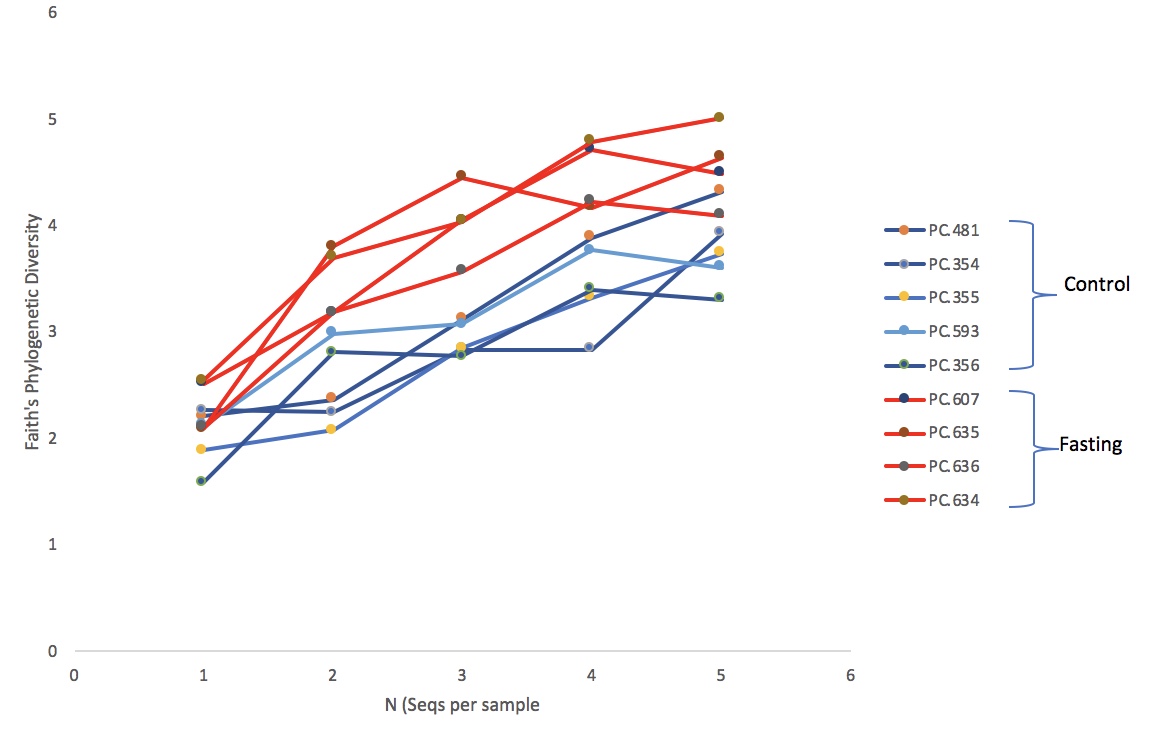 6
5
4
3
2
1
0
Faith's Phylogenetic Diversity
0 1 2 3 4 5 6
N (Seqs per sample
PC.481
PC.354
PC.355
PC.593
PC.356
PC.607
PC.635
PC.636
PC.634
Control
Fasting